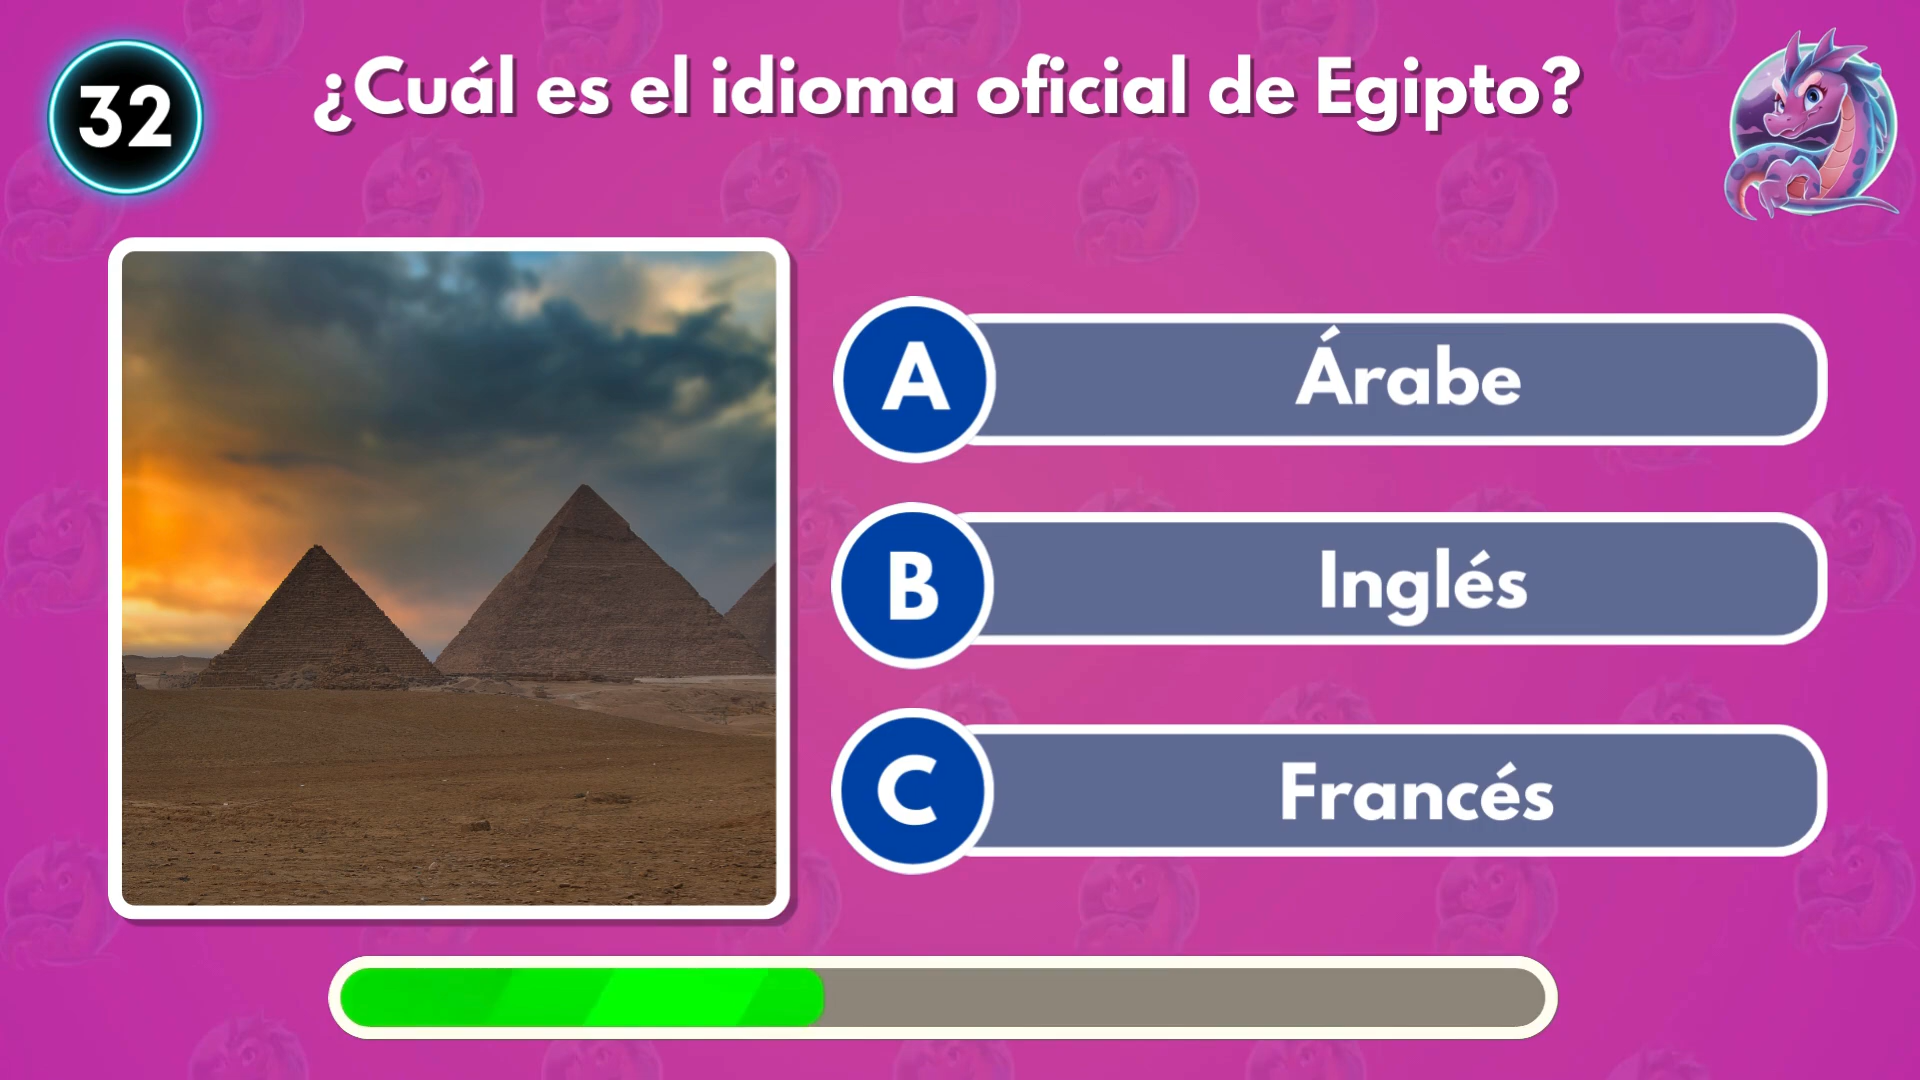 32
¿Cuál es el idioma oficial de Egipto?
A
Árabe
B
Inglés
C
Francés